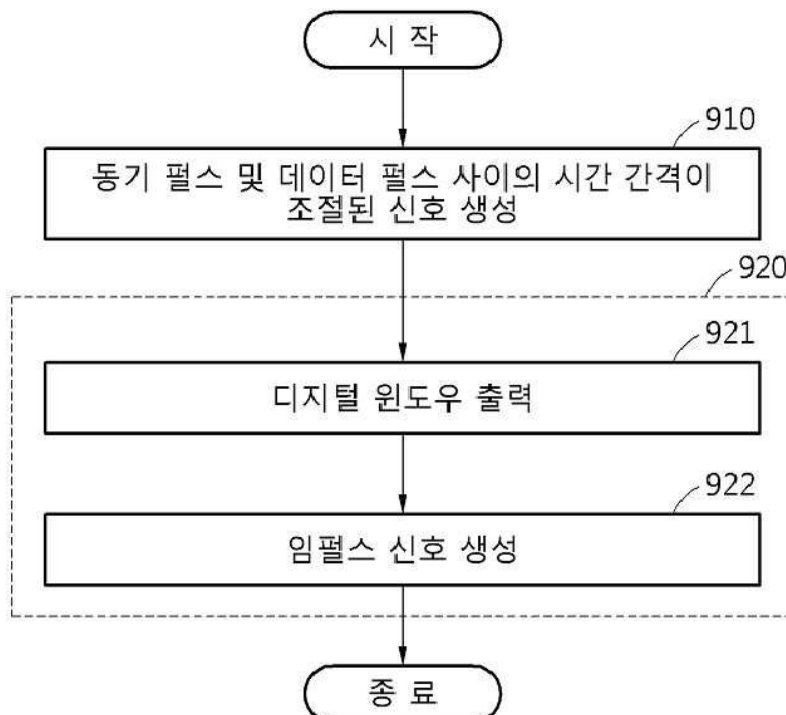 시작
910
동기 펄스 및 데이터 펄스 사이의 시간 간격이
조절된 신호 생성
920
921
디지털 윈도우 출력
922
임펄스 신호 생성
종료